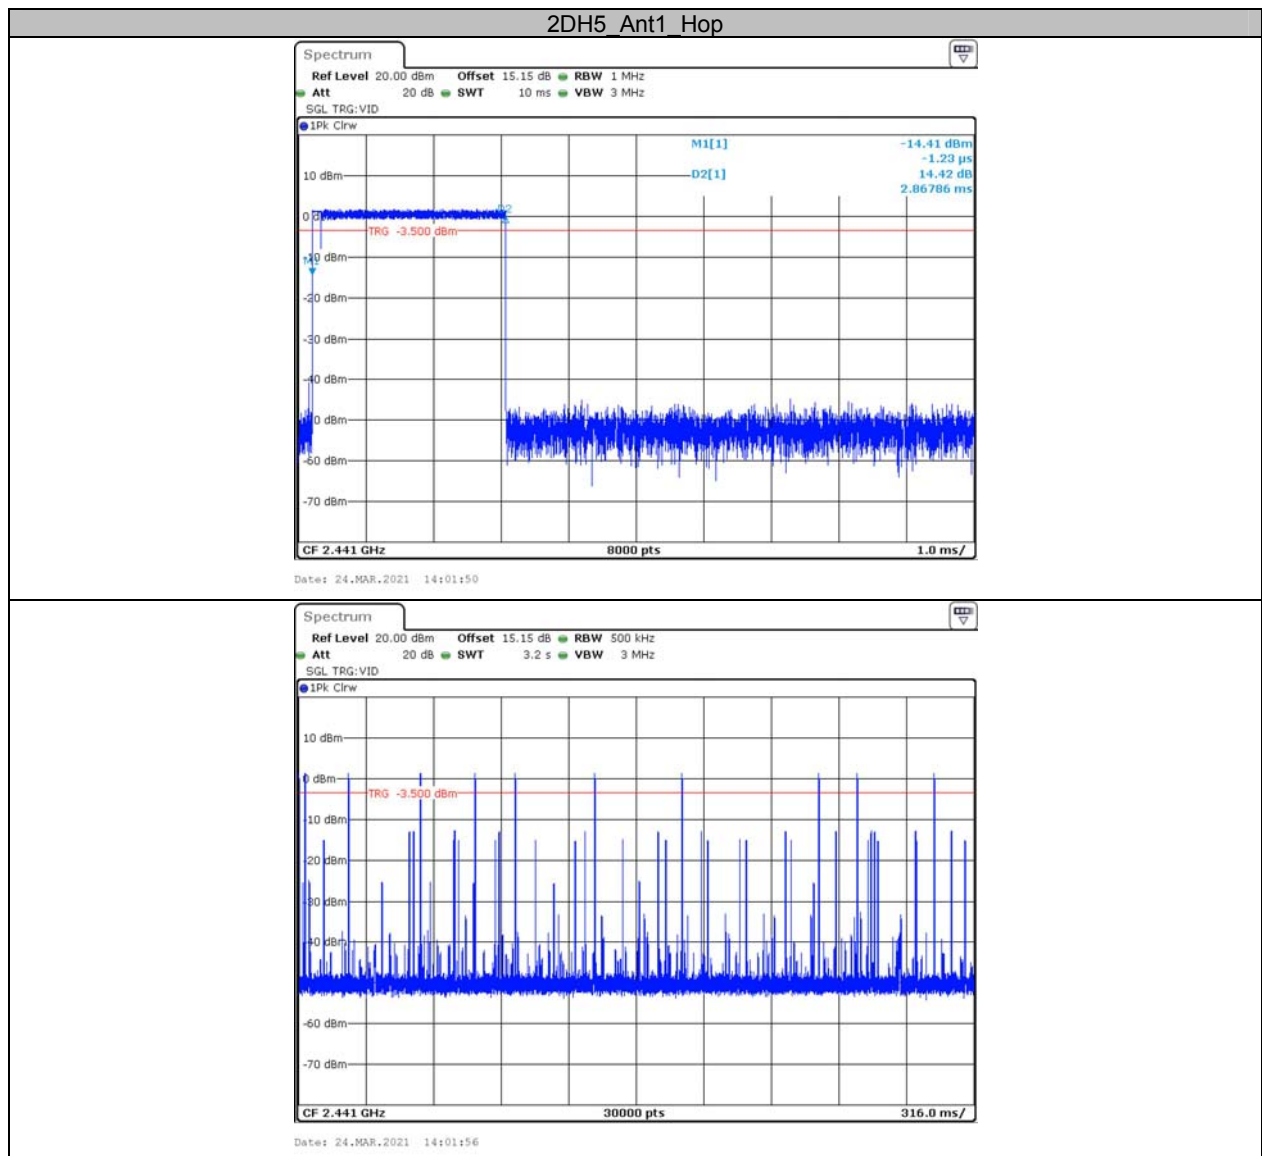 2DH5_Ant1_Hop
Spectrum
Ref Level 20.00 dBm Offset 15.15 dB RBW 1 MHz
Att 20 dB SWT 10 ms VBW 3 MHz
SGL TRG:VID
1Pk Clrw
M1[1] -14.41 dBm
-1.23 µs
10 dBm D2[1] 14.42 dB
2.86786 ms
D2
TRG -3.500 dBm
M1
-20 dBm
-30 dBm
-40 dBm
-60 dBm
-70 dBm
CF 2.441 GHz 8000 pts 1.0 ms/
Date: 24.MAR.2021 14:01:50
Spectrum
Ref Level 20.00 dBm Offset 15.15 dB RBW 500 kHz
Att 20 dB SWT 3.2 s VBW 3 MHz
SGL TRG:VID
1Pk Clrw
10 dBm
0 dBm
TRG -3.500 dBm
-60 dBm
-70 dBm
CF 2.441 GHz 30000 pts 316.0 ms/
Date: 24.MAR.2021 14:01:56